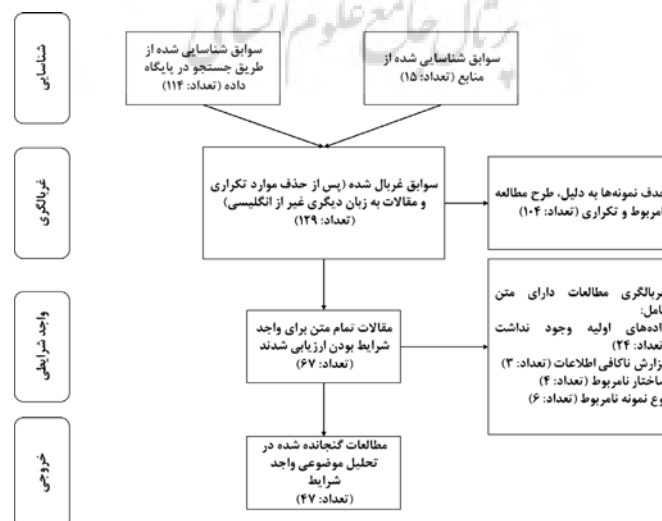 پرتال جامع علوم انسانی
شناسایی
سوابق شناسایی شده از
منابع (تعداد: ۱۵)
سوابق شناسایی شده از
طریق جستجو در پایگاه
داده (تعداد: ۱۱۴)
غربالگری
سوابق غربال شده (پس از حذف موارد تکراری
و مقالات به زبان دیگری غیر از انگلیسی)
(تعداد: ۱۲۹)
نمونه‌ها به دلیل، طرح مطالعه
نامربوط و تکراری (تعداد: ۱۰۴)
واجد شرایطی
مقالات تمام متن برای واجد
شرایط بودن ارزیابی شدند
(تعداد: ۶۷)
مطالعات دارای متن
داده‌های اولیه وجود نداشت
(تعداد: ۲۴)
گزارش ناکافی اطلاعات (تعداد: ۳)
ساختار نامربوط (تعداد: ۴)
نمونه نامربوط (تعداد: ۶)
خروجی
مطالعات گنجانده شده در
تحلیل موضوعی واجد
شرایط
(تعداد: ۴۷)